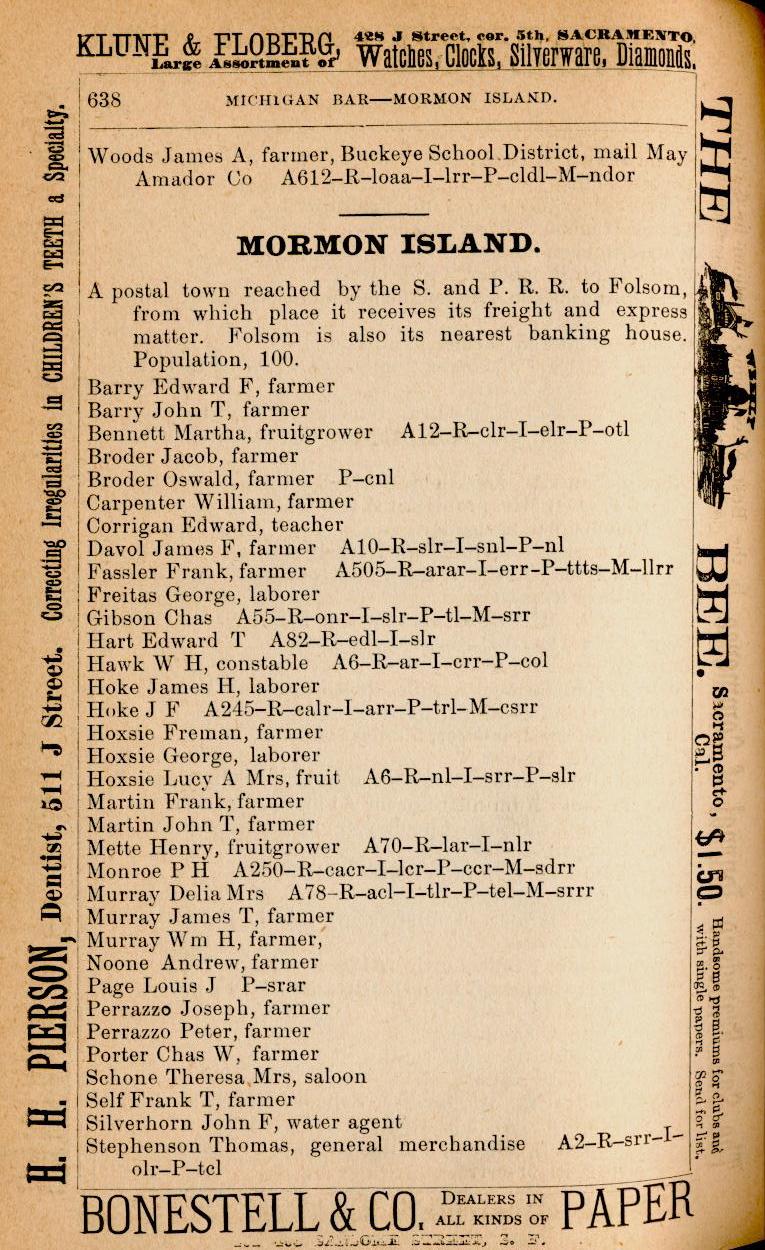 KLUNE & FLOBERG, 428 J Street, cor. 5th, SACRAMENTO,
Large Assortment of Watches, Clocks, Silverware, Diamonds.
638 MICHIGAN BAR—MORMON ISLAND.
Woods James A, farmer, Buckeye School District, mail May
Amador Co A612–R–loaa–I–lrr–P–cldl–M–ndor
MORMON ISLAND.
A postal town reached by the S. and P. R. R. to Folsom,
from which place it receives its freight and express
matter. Folsom is also its nearest banking house.
Population, 100.
Barry Edward F, farmer
Barry John T, farmer
Bennett Martha, fruitgrower A12–R–clr–I–elr–P–otl
Broder Jacob, farmer
Broder Oswald, farmer P–cnl
Carpenter William, farmer
Corrigan Edward, teacher
Davol James F, farmer A10–R–slr–I–snl–P–nl
Fassler Frank, farmer A505–R–arar–I–err–P–ttts–M–llrr
Freitas George, laborer
Gibson Chas A55–R–onr–I–slr–P–tl–M–srr
Hart Edward T A82–R–edl–I–slr
Hawk W H, constable A6–R–ar–I–crr–P–col
Hoke James H, laborer
Hoke J F A245–R–calr–I–arr–P–trl–M–csrr
Hoxsie Freman, farmer
Hoxsie George, laborer
Hoxsie Lucy A Mrs, fruit A6–R–nl–I–srr–P–slr
Martin Frank, farmer
Martin John T, farmer
Mette Henry, fruitgrower A70–R–lar–I–nlr
Monroe P H A250–R–cacr–I–lcr–P–ccr–M–sdrr
Murray Delia Mrs A78–R–acl–I–tlr–P–tel–M–srrr
Murray James T, farmer
Murray Wm H, farmer,
Noone Andrew, farmer
Page Louis J P–srar
Perrazzo Joseph, farmer
Perrazzo Peter, farmer
Porter Chas W, farmer
Schone Theresa Mrs, saloon
Self Frank T, farmer
Silverhorn John F, water agent
Stephenson Thomas, general merchandise A2–R–srr–I–
olr–P–tcl
H. H. PIERSON, Dentist, 511 J Street. Correcting Irregularities in CHILDREN'S TEETH a Specialty.
THE
BEE.
Sacramento,
Cal.
$1.50.
Handsome premiums for clubs and
with single papers. Send for list.
BONESTELL & CO. DEALERS IN
ALL KINDS OF PAPER
SANSOME STREET, S. F.